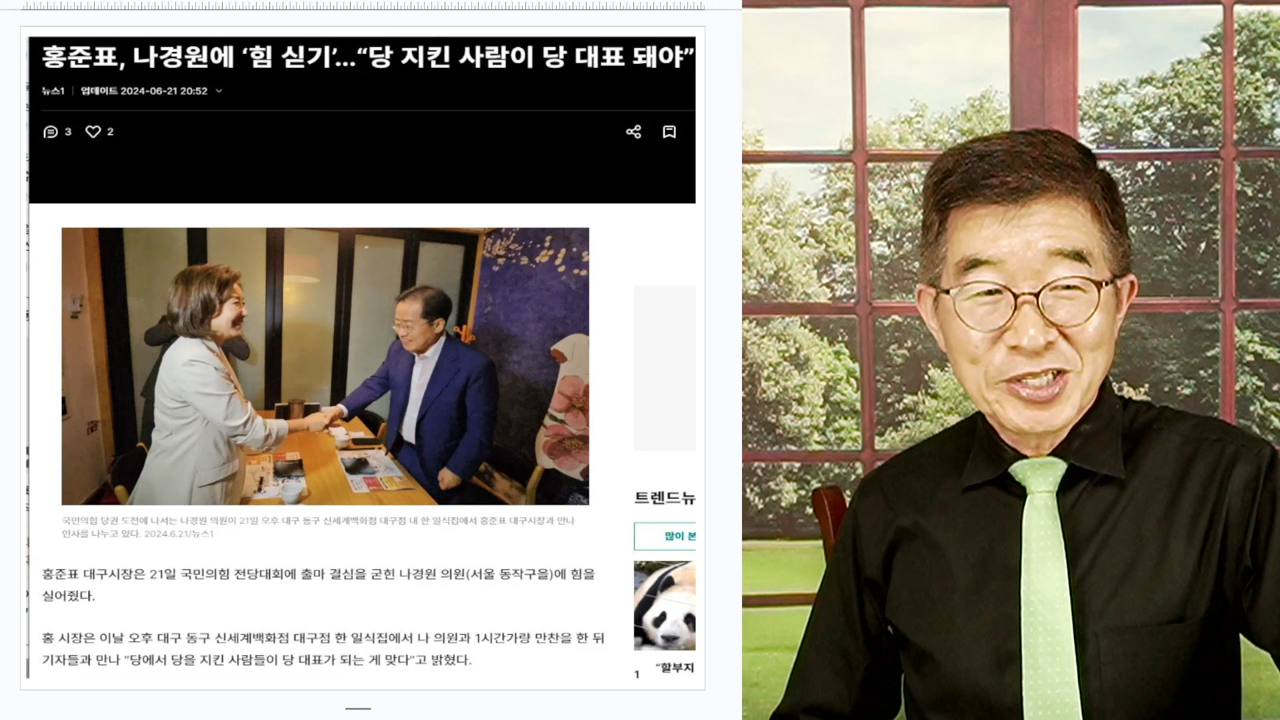 홍준표, 나경원에 ‘힘 싣기’…“당 지킨 사람이 당 대표 돼야”
뉴스1 | 업데이트 2024-06-21 20:52
3 2
국민의힘 당권 도전에 나서는 나경원 의원이 21일 오후 대구 동구 신세계백화점 대구점 내 한 일식집에서 홍준표 대구시장과 만나
인사를 나누고 있다. 2024.6.21/뉴스1
홍준표 대구시장은 21일 국민의힘 전당대회에 출마 결심을 굳힌 나경원 의원(서울 동작구을)에 힘을
실어줬다.
홍 시장은 이날 오후 대구 동구 신세계백화점 대구점 한 일식집에서 나 의원과 1시간가량 만찬을 한 뒤
기자들과 만나 “당에서 당을 지킨 사람들이 당 대표가 되는 게 맞다”고 밝혔다.
트렌드뉴
많이 본
1 “할부지